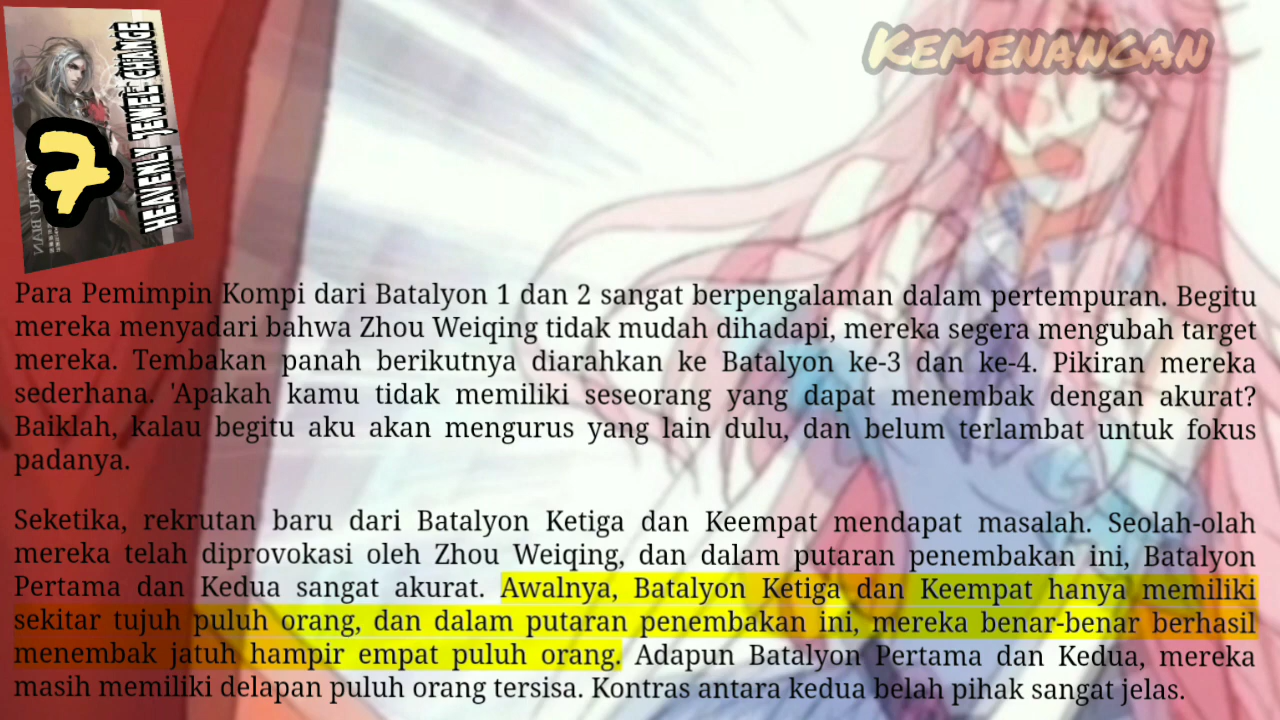 HEAVENLY JEWEL CHANGE
7
Kemenangan
Para Pemimpin Kompi dari Batalyon 1 dan 2 sangat berpengalaman dalam pertempuran. Begitu
mereka menyadari bahwa Zhou Weiqing tidak mudah dihadapi, mereka segera mengubah target
mereka. Tembakan panah berikutnya diarahkan ke Batalyon ke-3 dan ke-4. Pikiran mereka
sederhana. 'Apakah kamu tidak memiliki seseorang yang dapat menembak dengan akurat?
Baiklah, kalau begitu aku akan mengurus yang lain dulu, dan belum terlambat untuk fokus
padanya.
Seketika, rekrutan baru dari Batalyon Ketiga dan Keempat mendapat masalah. Seolah-olah
mereka telah diprovokasi oleh Zhou Weiqing, dan dalam putaran penembakan ini, Batalyon
Pertama dan Kedua sangat akurat. Awalnya, Batalyon Ketiga dan Keempat hanya memiliki
sekitar tujuh puluh orang, dan dalam putaran penembakan ini, mereka benar-benar berhasil
menembak jatuh hampir empat puluh orang. Adapun Batalyon Pertama dan Kedua, mereka
masih memiliki delapan puluh orang tersisa. Kontras antara kedua belah pihak sangat jelas.